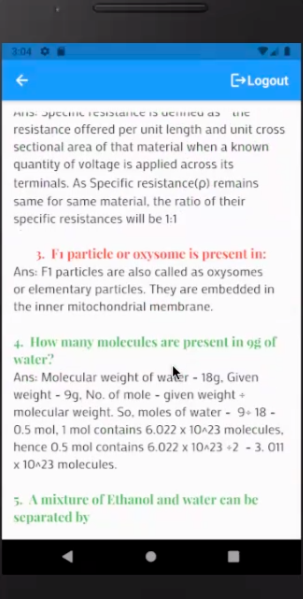 3:04
Logout
Ans: Specific resistance is defined as the
resistance offered per unit length and unit cross
sectional area of that material when a known
quantity of voltage is applied across its
terminals. As Specific resistance(ρ) remains
same for same material, the ratio of their
specific resistances will be 1:1
3. F1 particle or oxysome is present in:
Ans: F1 particles are also called as oxysomes
or elementary particles. They are embedded in
the inner mitochondrial membrane.
4. How many molecules are present in 9g of
water?
Ans: Molecular weight of water - 18g, Given
weight - 9g, No. of mole - given weight ÷
molecular weight. So, moles of water - 9÷ 18 -
0.5 mol, 1 mol contains 6.022 x 10^23 molecules,
hence 0.5 mol contains 6.022 x 10^23 ÷2 - 3. 011
x 10^23 molecules.
5. A mixture of Ethanol and water can be
separated by